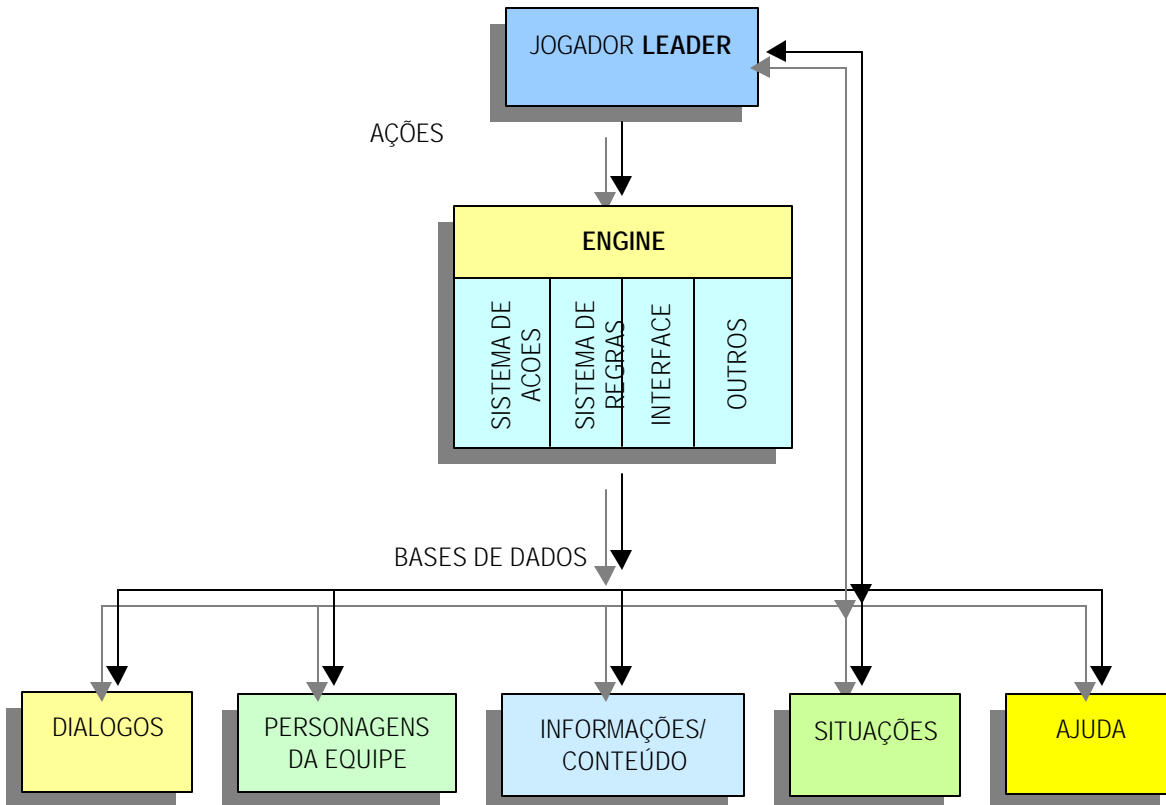 JOGADOR LEADER
AÇÕES
ENGINE
SISTEMA DE
ACOES
SISTEMA DE
REGRAS
INTERFACE
OUTROS
BASES DE DADOS
DIALOGOS
PERSONAGENS
DA EQUIPE
INFORMAÇÕES/
CONTEÚDO
SITUAÇÕES
AJUDA